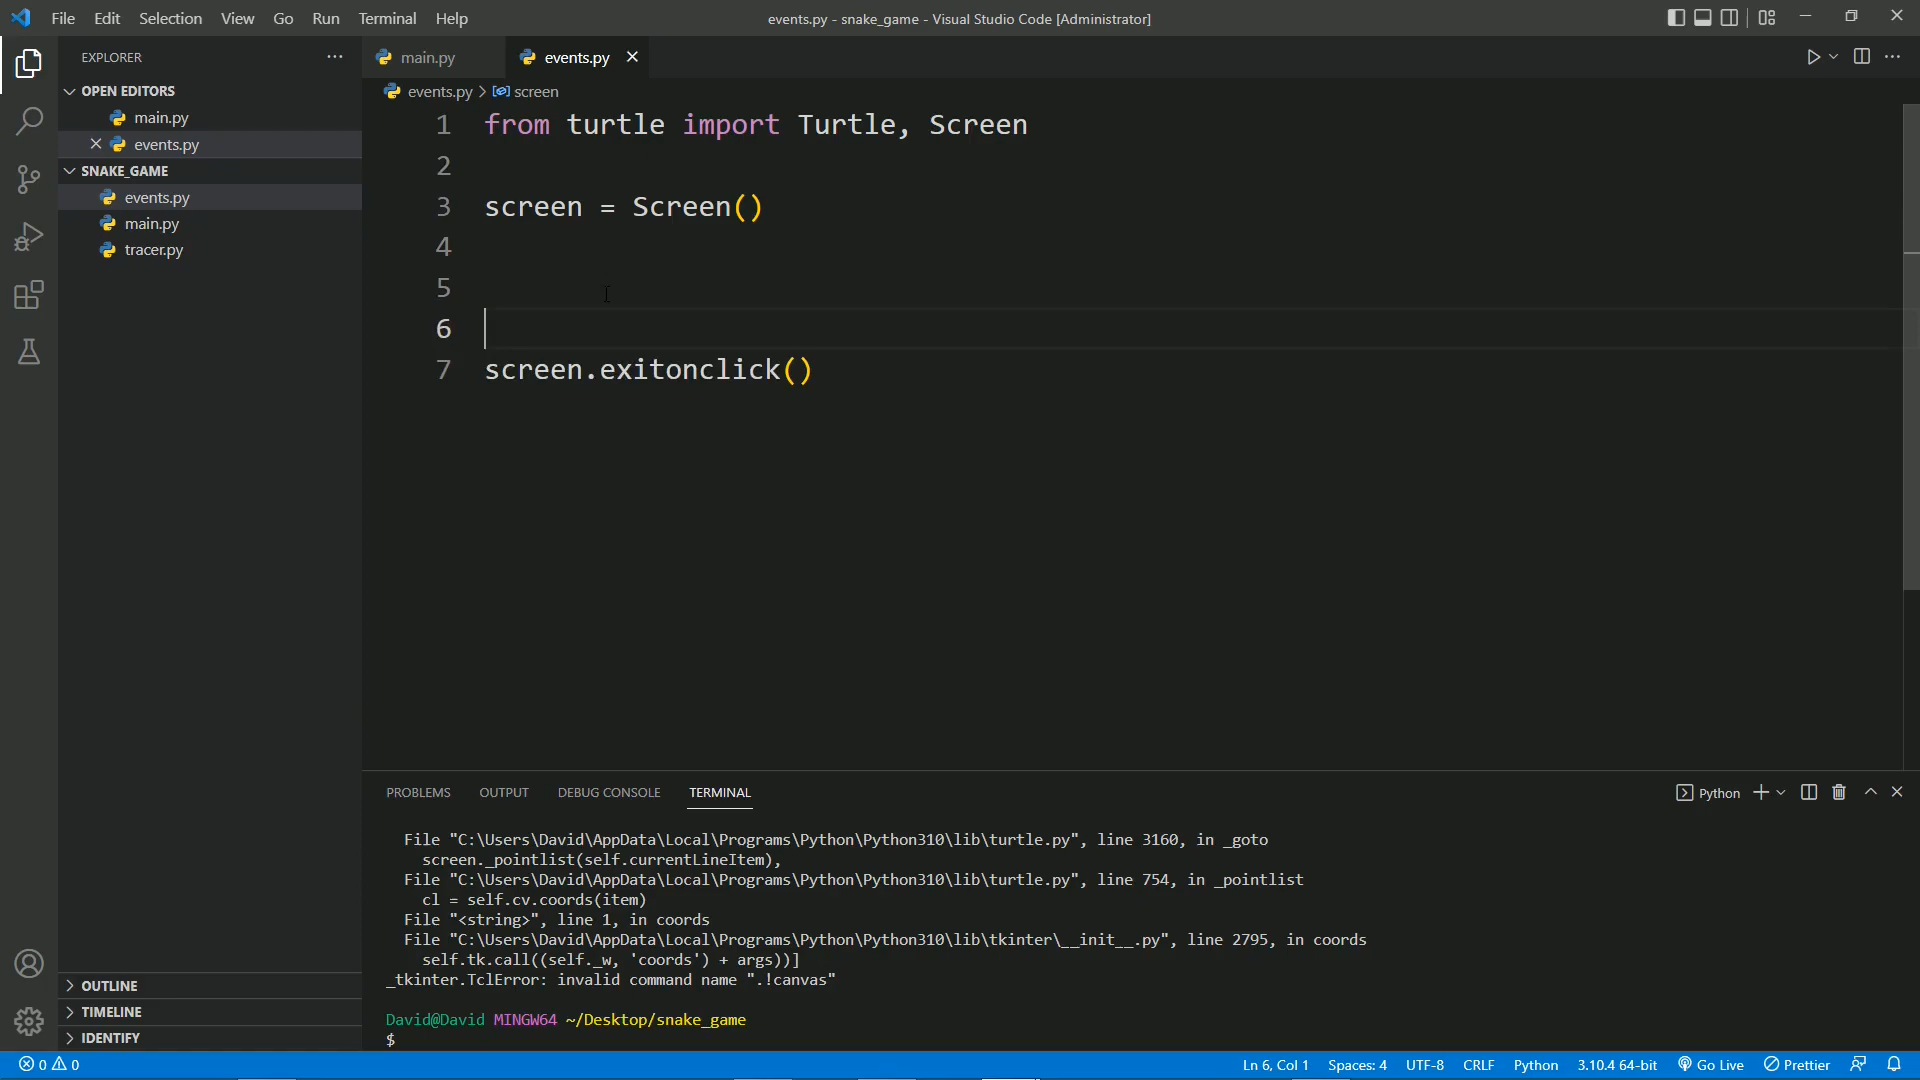 File Edit Selection View Go Run Terminal Help
events.py - snake_game - Visual Studio Code [Administrator]
EXPLORER
main.py
events.py
OPEN EDITORS
main.py
events.py
SNAKE_GAME
events.py
main.py
tracer.py
OUTLINE
TIMELINE
IDENTIFY
events.py > screen
1 from turtle import Turtle, Screen
2
3 screen = Screen()
4
5
6
7 screen.exitonclick()
PROBLEMS OUTPUT DEBUG CONSOLE TERMINAL
Python
File "C:\Users\David\AppData\Local\Programs\Python\Python310\lib\turtle.py", line 3160, in _goto
screen._pointlist(self.currentLineItem),
File "C:\Users\David\AppData\Local\Programs\Python\Python310\lib\turtle.py", line 754, in _pointlist
cl = self.cv.coords(item)
File "<string>", line 1, in coords
File "C:\Users\David\AppData\Local\Programs\Python\Python310\lib\tkinter\__init__.py", line 2795, in coords
self.tk.call((self._w, 'coords') + args))]
_tkinter.TclError: invalid command name ".!canvas"
David@David MINGW64 ~/Desktop/snake_game
$
0 0
Ln 6, Col 1 Spaces: 4 UTF-8 CRLF Python 3.10.4 64-bit Go Live Prettier